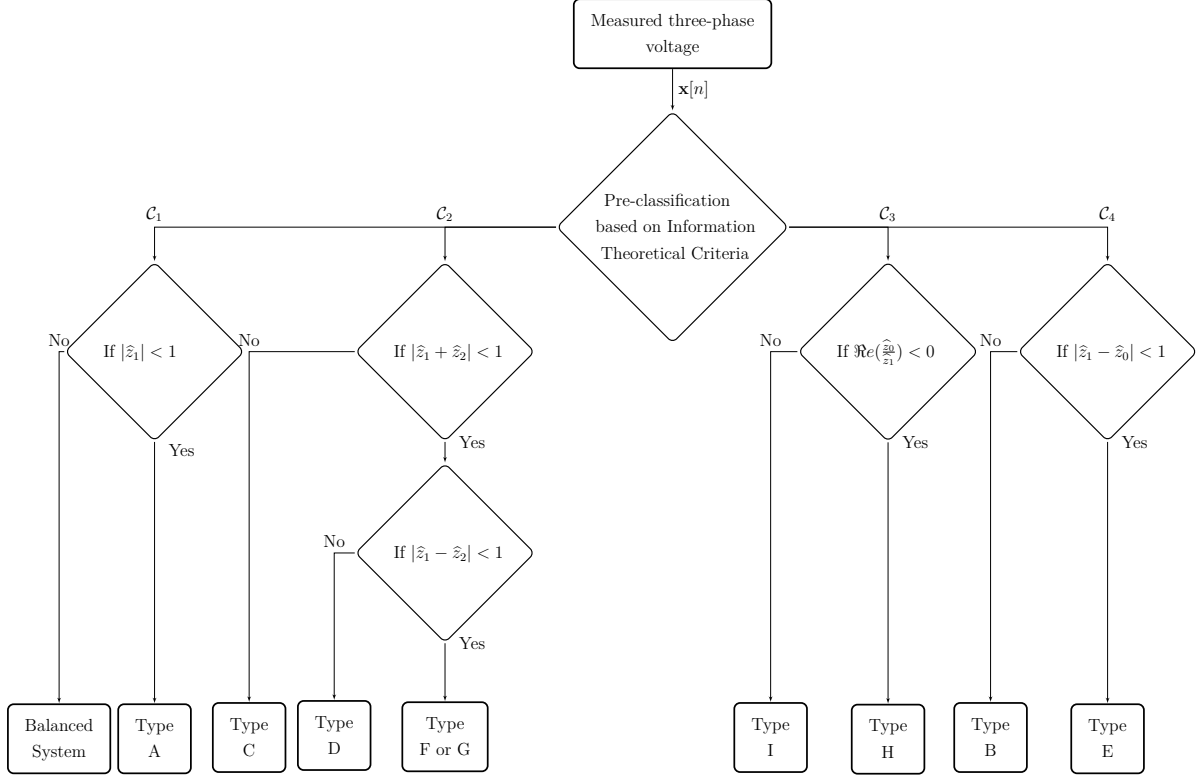 Measured three-phase
voltage
x[n]
Pre-classification
based on Information
Theoretical Criteria
𝒞₁
𝒞₂
𝒞₃
𝒞₄
No
If |ẑ₁| < 1
No
If |ẑ₁ + ẑ₂| < 1
No
If ℜe(ẑ₀/ẑ₁) < 0
No
If |ẑ₁ − ẑ₀| < 1
Yes
Yes
Yes
Yes
No
If |ẑ₁ − ẑ₂| < 1
Yes
Balanced
System
Type
A
Type
C
Type
D
Type
F or G
Type
I
Type
H
Type
B
Type
E